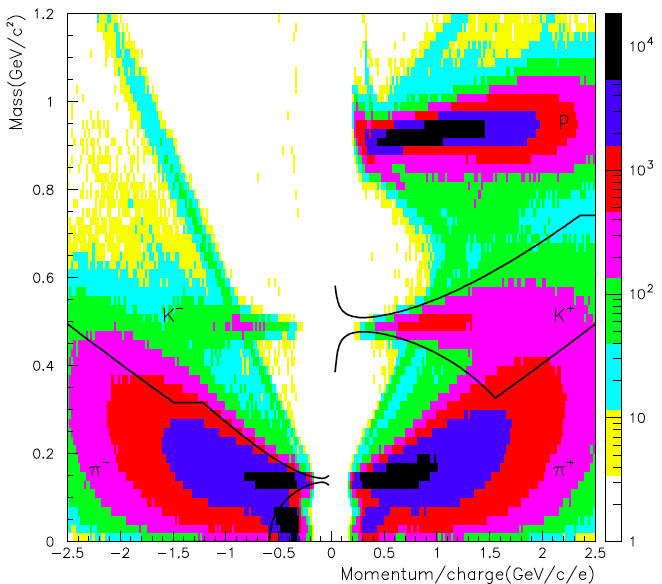 Mass(GeV/c²)
1.2
1
0.8
0.6
0.4
0.2
0
p
K⁻
K⁺
π⁻
π⁺
10⁴
10³
10²
10
1
−2.5 −2 −1.5 −1 −0.5 0 0.5 1 1.5 2 2.5
Momentum/charge(GeV/c/e)